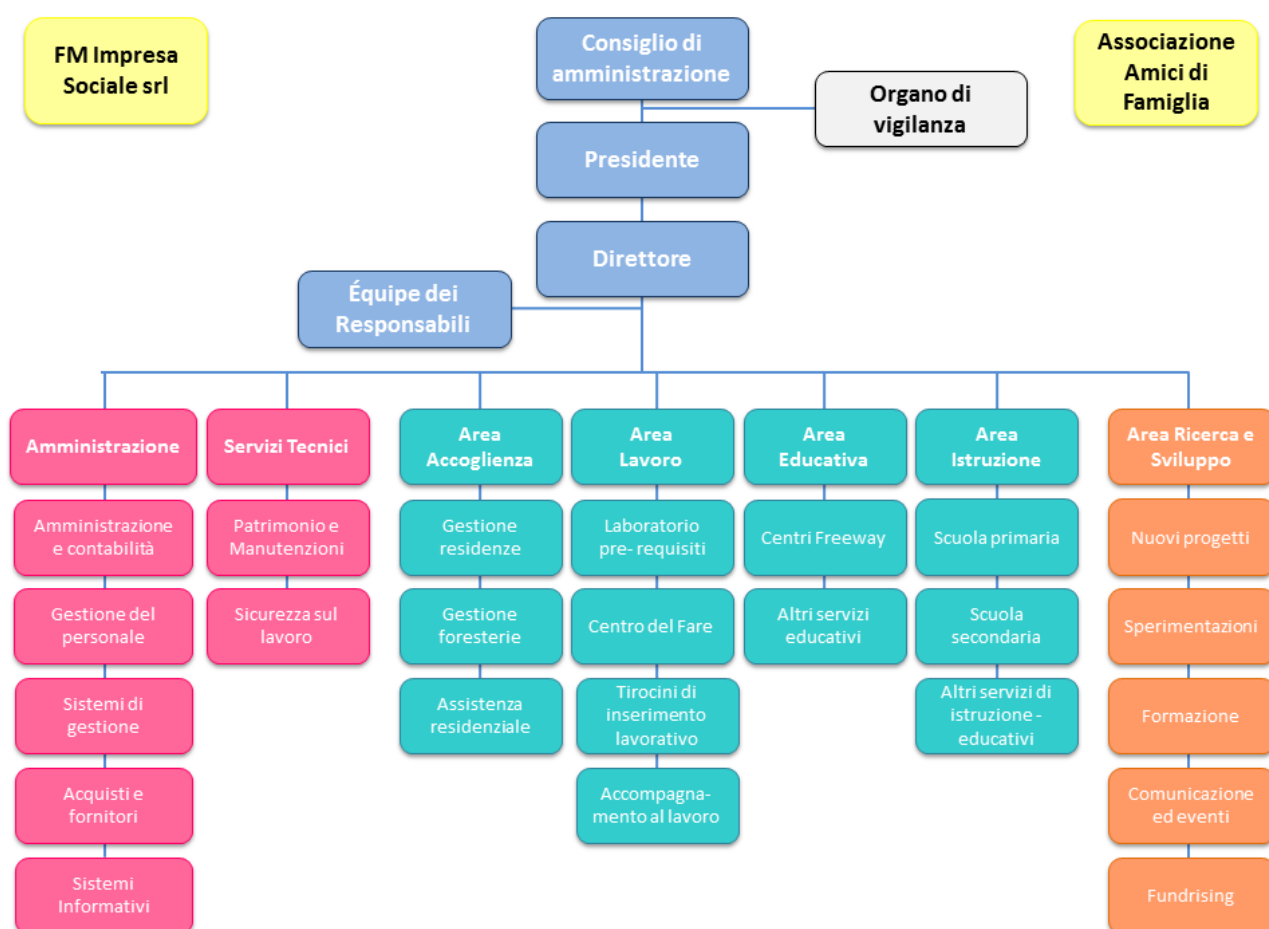 FM Impresa
Sociale srl
Consiglio di
amministrazione
Associazione
Amici di
Famiglia
Organo di
vigilanza
Presidente
Direttore
Équipe dei
Responsabili
Amministrazione
Servizi Tecnici
Area
Accoglienza
Area
Lavoro
Area
Educativa
Area
Istruzione
Area Ricerca e
Sviluppo
Amministrazione
e contabilità
Patrimonio e
Manutenzioni
Gestione
residenze
Laboratorio
pre- requisiti
Centri Freeway
Scuola primaria
Nuovi progetti
Gestione del
personale
Sicurezza sul
lavoro
Gestione
foresterie
Centro del Fare
Altri servizi
educativi
Scuola
secondaria
Sperimentazioni
Sistemi di
gestione
Assistenza
residenziale
Tirocini di
inserimento
lavorativo
Altri servizi di
istruzione -
educativi
Formazione
Acquisti e
fornitori
Accompagna-
mento al lavoro
Comunicazione
ed eventi
Sistemi
Informativi
Fundrising